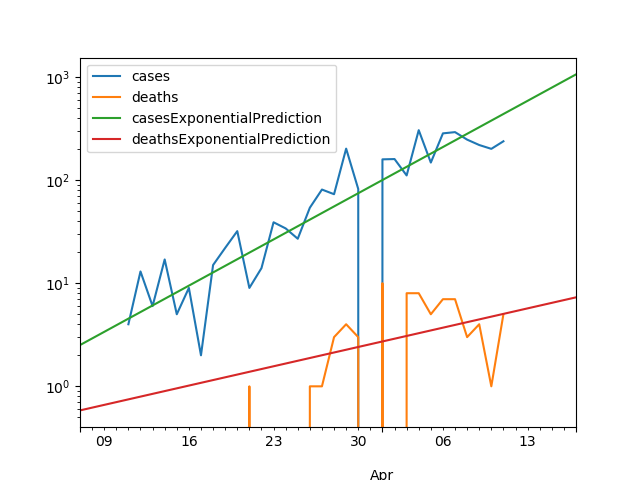 10³
10²
10¹
10⁰
cases
deaths
casesExponentialPrediction
deathsExponentialPrediction
09 16 23 30 06 13
Apr